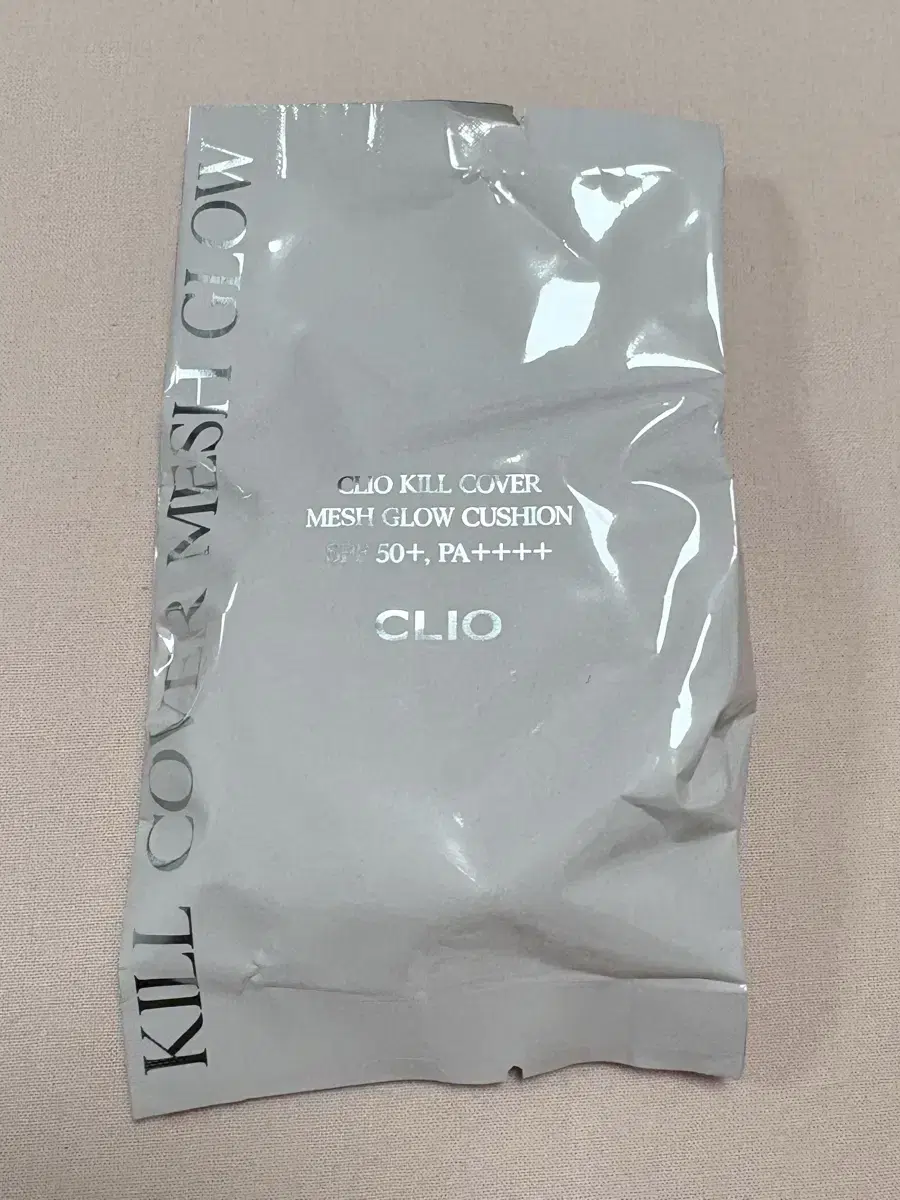 KILL COVER MESH GLOW
CLIO KILL COVER
MESH GLOW CUSHION
SPF 50+, PA++++
CLIO